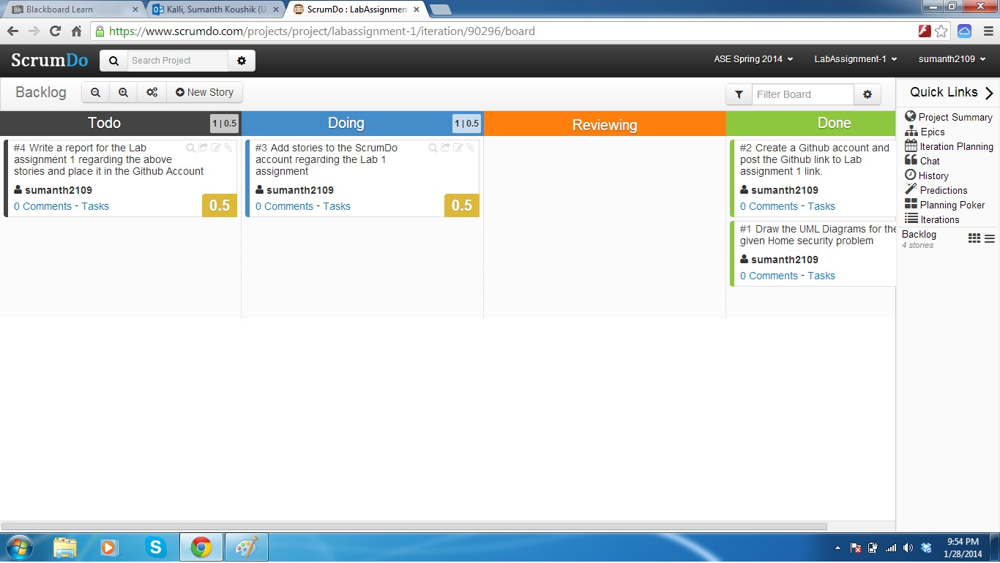 Blackboard Learn
Kalli, Sumanth Koushik (U
ScrumDo : LabAssignmen
https://www.scrumdo.com/projects/project/labassignment-1/iteration/90296/board
ScrumDo
Search Project
ASE Spring 2014
LabAssignment-1
sumanth2109
Backlog
New Story
Filter Board
Quick Links
Todo
1 | 0.5
Doing
1 | 0.5
Reviewing
Done
#4 Write a report for the Lab
assignment 1 regarding the above
stories and place it in the Github Account
sumanth2109
0 Comments - Tasks
0.5
#3 Add stories to the ScrumDo
account regarding the Lab 1
assignment
sumanth2109
0 Comments - Tasks
0.5
#2 Create a Github account and
post the Github link to Lab
assignment 1 link.
sumanth2109
0 Comments - Tasks
#1 Draw the UML Diagrams for the
given Home security problem
sumanth2109
0 Comments - Tasks
Project Summary
Epics
Iteration Planning
Chat
History
Predictions
Planning Poker
Iterations
Backlog
4 stories
9:54 PM
1/28/2014